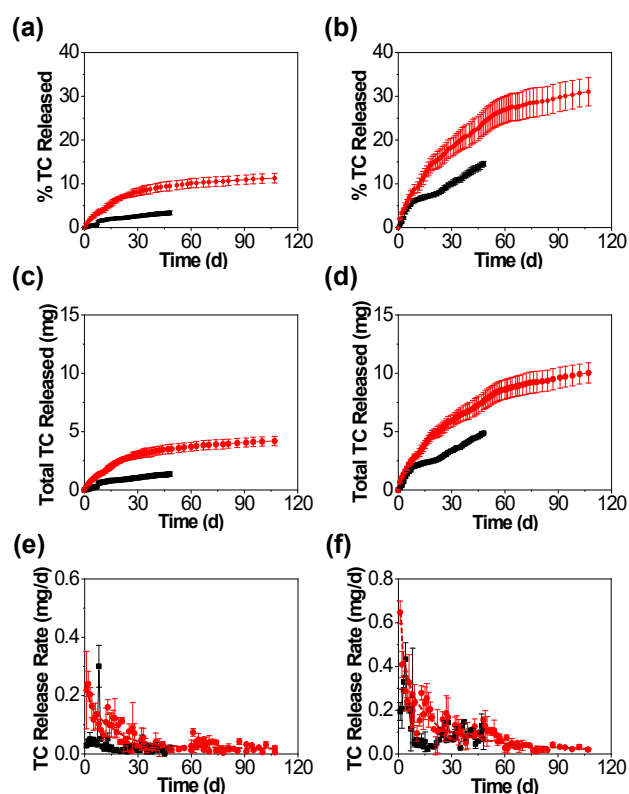 (a)
% TC Released
40
30
20
10
0
0 30 60 90 120
Time (d)
(b)
% TC Released
40
30
20
10
0
0 30 60 90 120
Time (d)
(c)
Total TC Released (mg)
15
10
5
0
0 30 60 90 120
Time (d)
(d)
Total TC Released (mg)
15
10
5
0
0 30 60 90 120
Time (d)
(e)
TC Release Rate (mg/d)
0.6
0.4
0.2
0.0
0 30 60 90 120
Time (d)
(f)
TC Release Rate (mg/d)
0.8
0.6
0.4
0.2
0.0
0 30 60 90 120
Time (d)